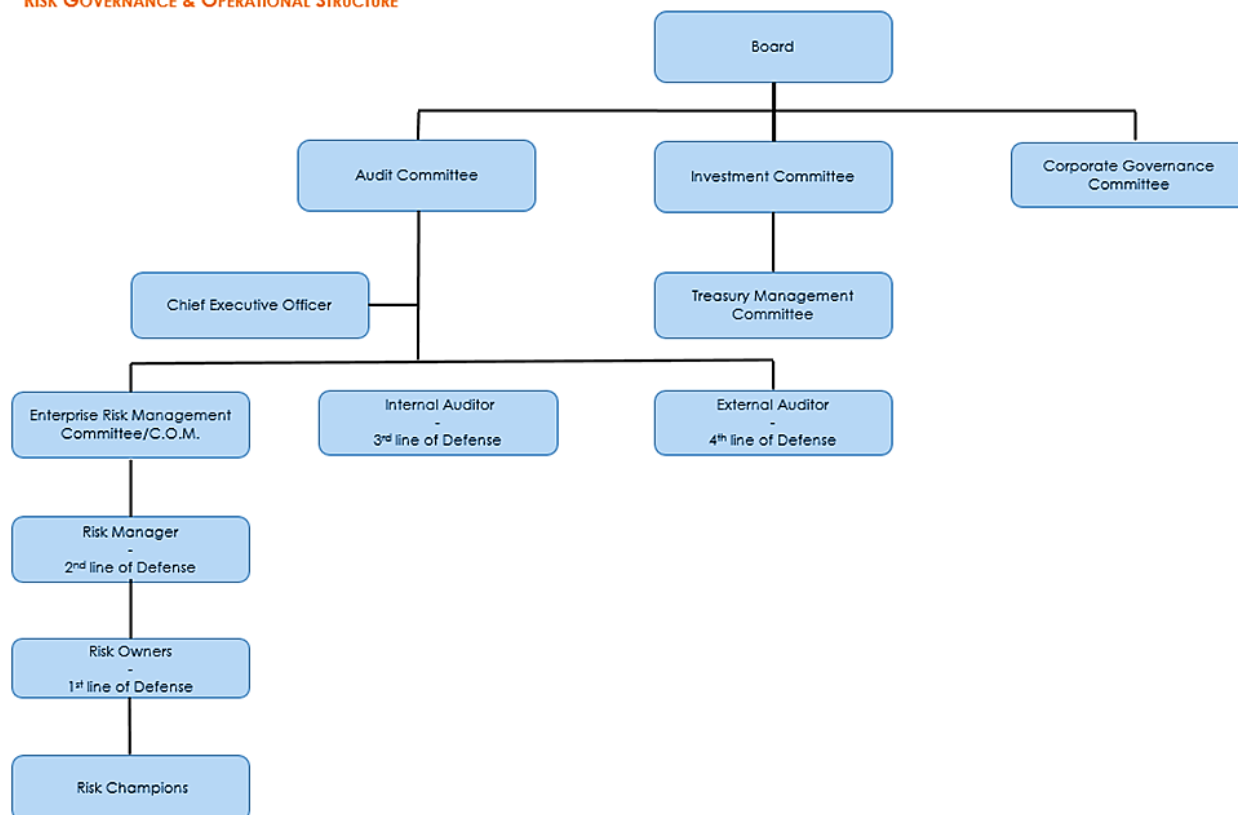 RISK GOVERNANCE & OPERATIONAL STRUCTURE
Board
Audit Committee
Investment Committee
Corporate Governance
Committee
Chief Executive Officer
Treasury Management
Committee
Enterprise Risk Management
Committee/C.O.M.
Internal Auditor
-
3rd line of Defense
External Auditor
-
4th line of Defense
Risk Manager
-
2nd line of Defense
Risk Owners
-
1st line of Defense
Risk Champions